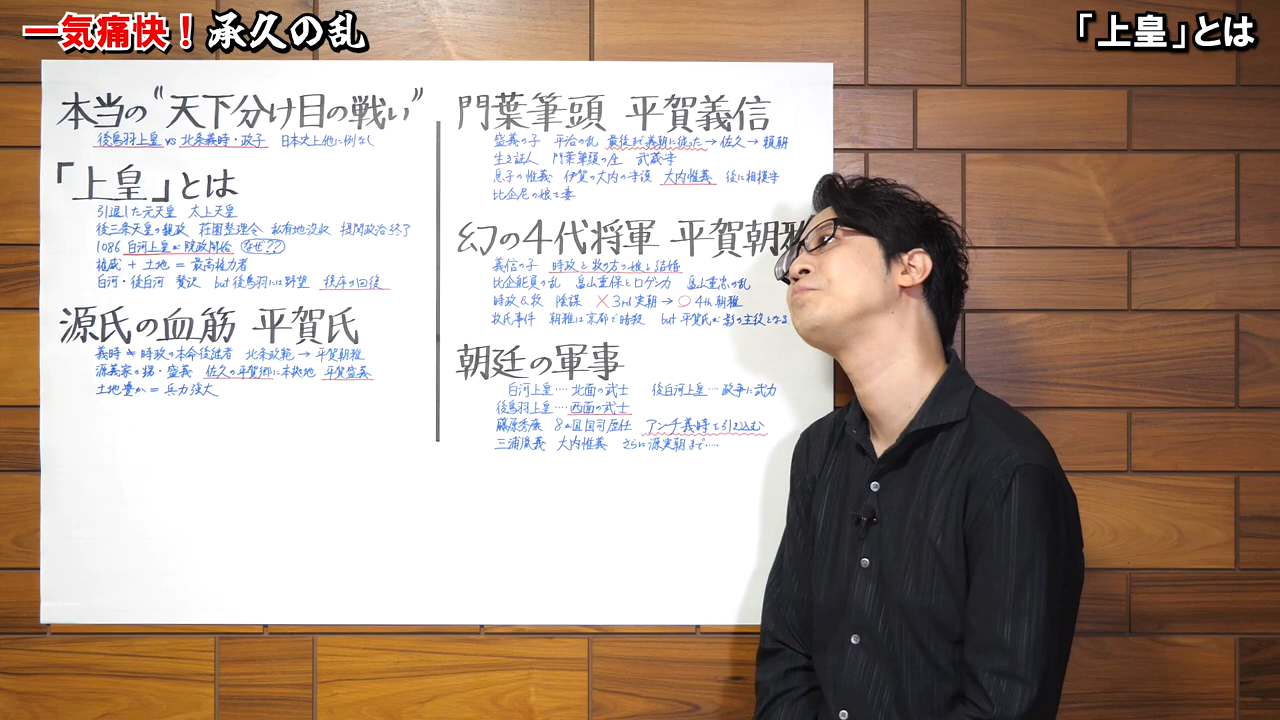 一気痛快！承久の乱
「上皇」とは
本当の“天下分け目の戦い”
後鳥羽上皇 vs 北条義時・政子 日本史上他に例なし
「上皇」とは
引退した元天皇 太上天皇
後三条天皇の親政 荘園整理令 私有地没収 摂関政治終了
1086 白河上皇が院政開始 なぜ??
権威 + 土地 = 最高権力者
白河・後白河 贅沢 but 後鳥羽には野望 秩序の回復
源氏の血筋 平賀氏
義時 ≠ 時政の本命後継者 北条政範 → 平賀朝雅
源義家の甥・盛義 佐久の平賀郷に本拠地 平賀盛義
土地豊か = 兵力強大
門葉筆頭 平賀義信
盛義の子 平治の乱 最後まで義朝に従った → 佐久 → 頼朝
生き証人 門葉筆頭の座 武蔵守
息子の惟義 伊賀の大内の守護 大内惟義 後に相模守
比企尼の娘を妻
幻の4代将軍 平賀朝雅
義信の子 時政と牧の方の娘と結婚
比企能員の乱 畠山重保と口ゲンカ 畠山重忠の乱
時政&牧 陰謀 ✕3rd実朝 → ○4th朝雅
牧氏事件 朝雅は京都で暗殺 but 平賀氏が影の主役となる
朝廷の軍事
白河上皇…北面の武士 後白河上皇…政争に武力
後鳥羽上皇…西面の武士
藤原秀康 8ヵ国国司歴任 アンチ義時を引き込む
三浦胤義 大内惟義 さらに源実朝まで…